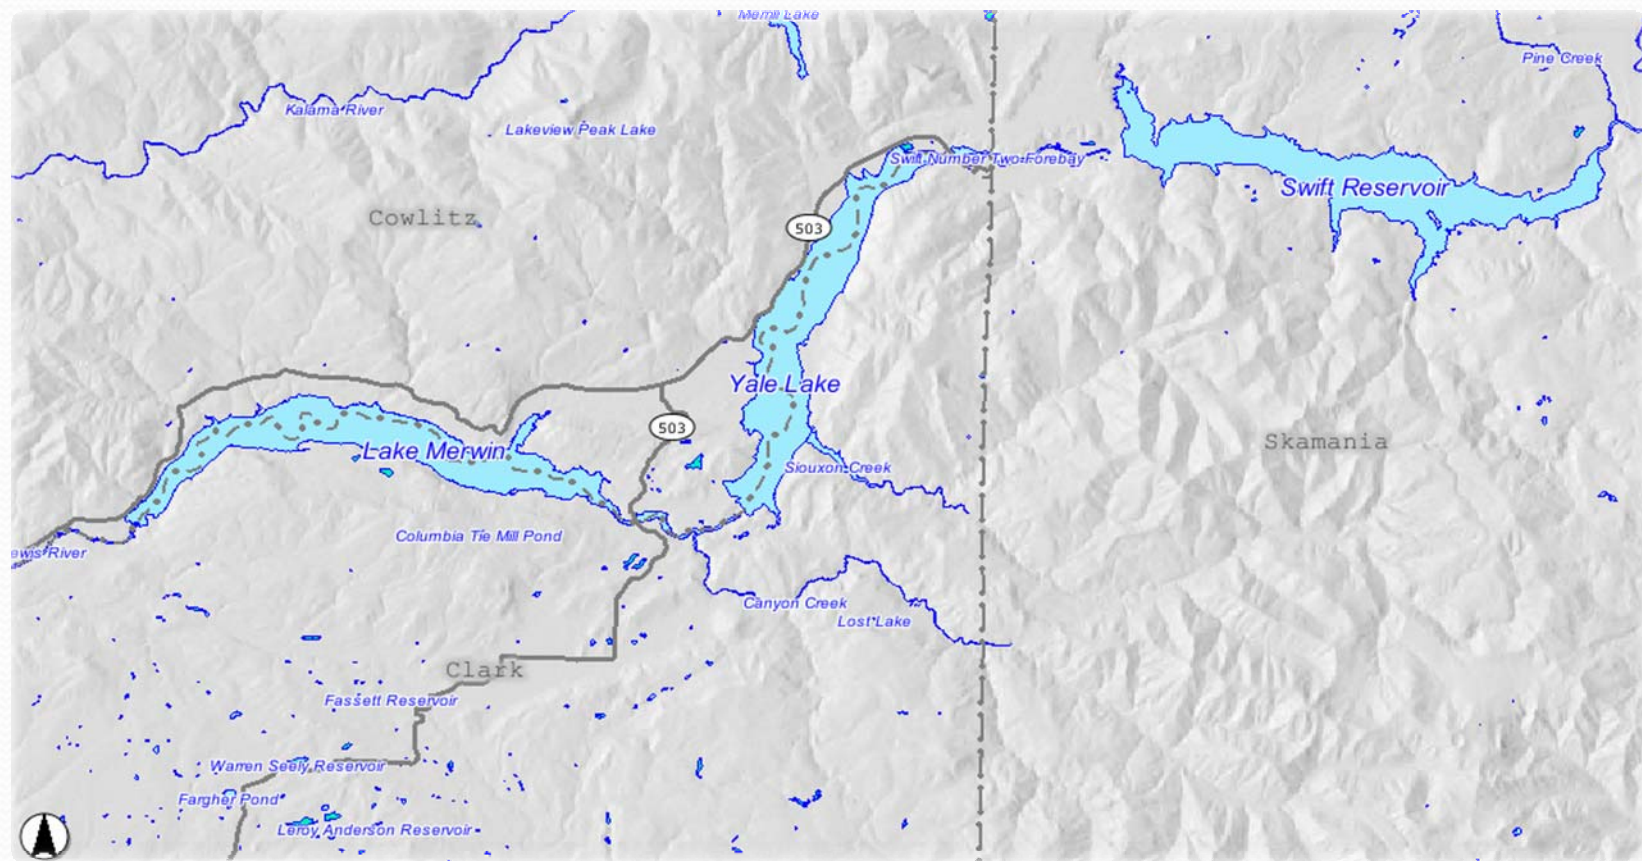 Merrill Lake
Pine Creek
Kalama River
Lakeview Peak Lake
Swift Number Two Forebay
Swift Reservoir
Cowlitz
503
Yale Lake
503
Skamania
Lake Merwin
Siouxon Creek
Columbia Tie Mill Pond
ewis River
Canyon Creek
Lost Lake
Clark
Fassett Reservoir
Warren Seely Reservoir
Fargher Pond
Leroy Anderson Reservoir